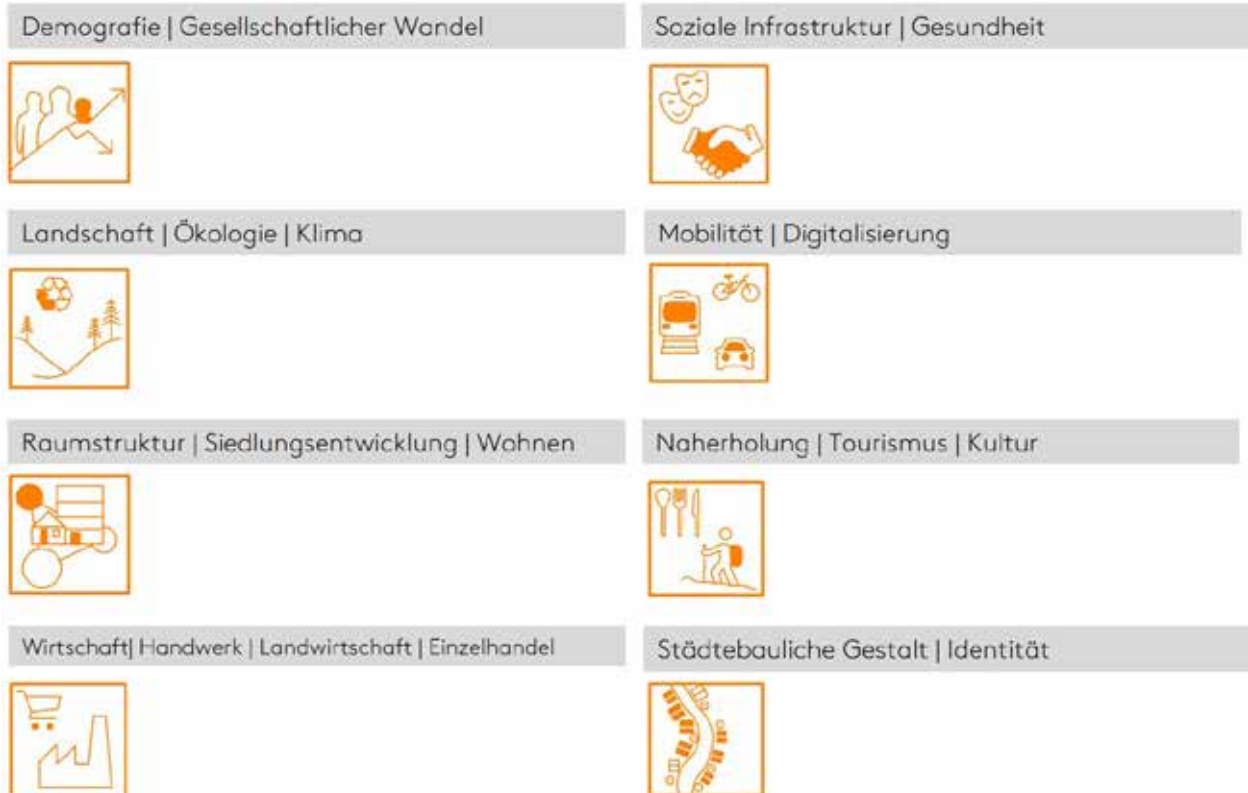 Demografie | Gesellschaftlicher Wandel
Soziale Infrastruktur | Gesundheit
Landschaft | Ökologie | Klima
Mobilität | Digitalisierung
Raumstruktur | Siedlungsentwicklung | Wohnen
Naherholung | Tourismus | Kultur
Wirtschaft| Handwerk | Landwirtschaft | Einzelhandel
Städtebauliche Gestalt | Identität